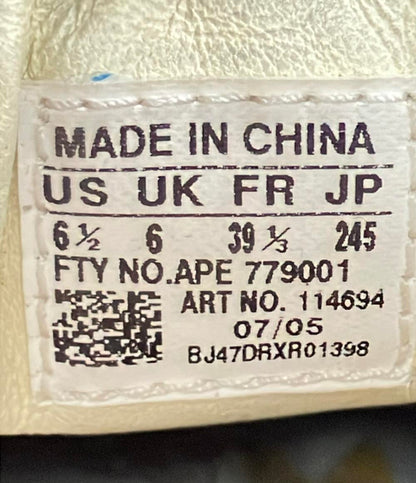 MADE IN CHINA
US UK FR JP
6 ½ 6 39 ⅓ 245
FTY NO.APE 779001
ART NO. 114694
07/05
BJ47DRXR01398